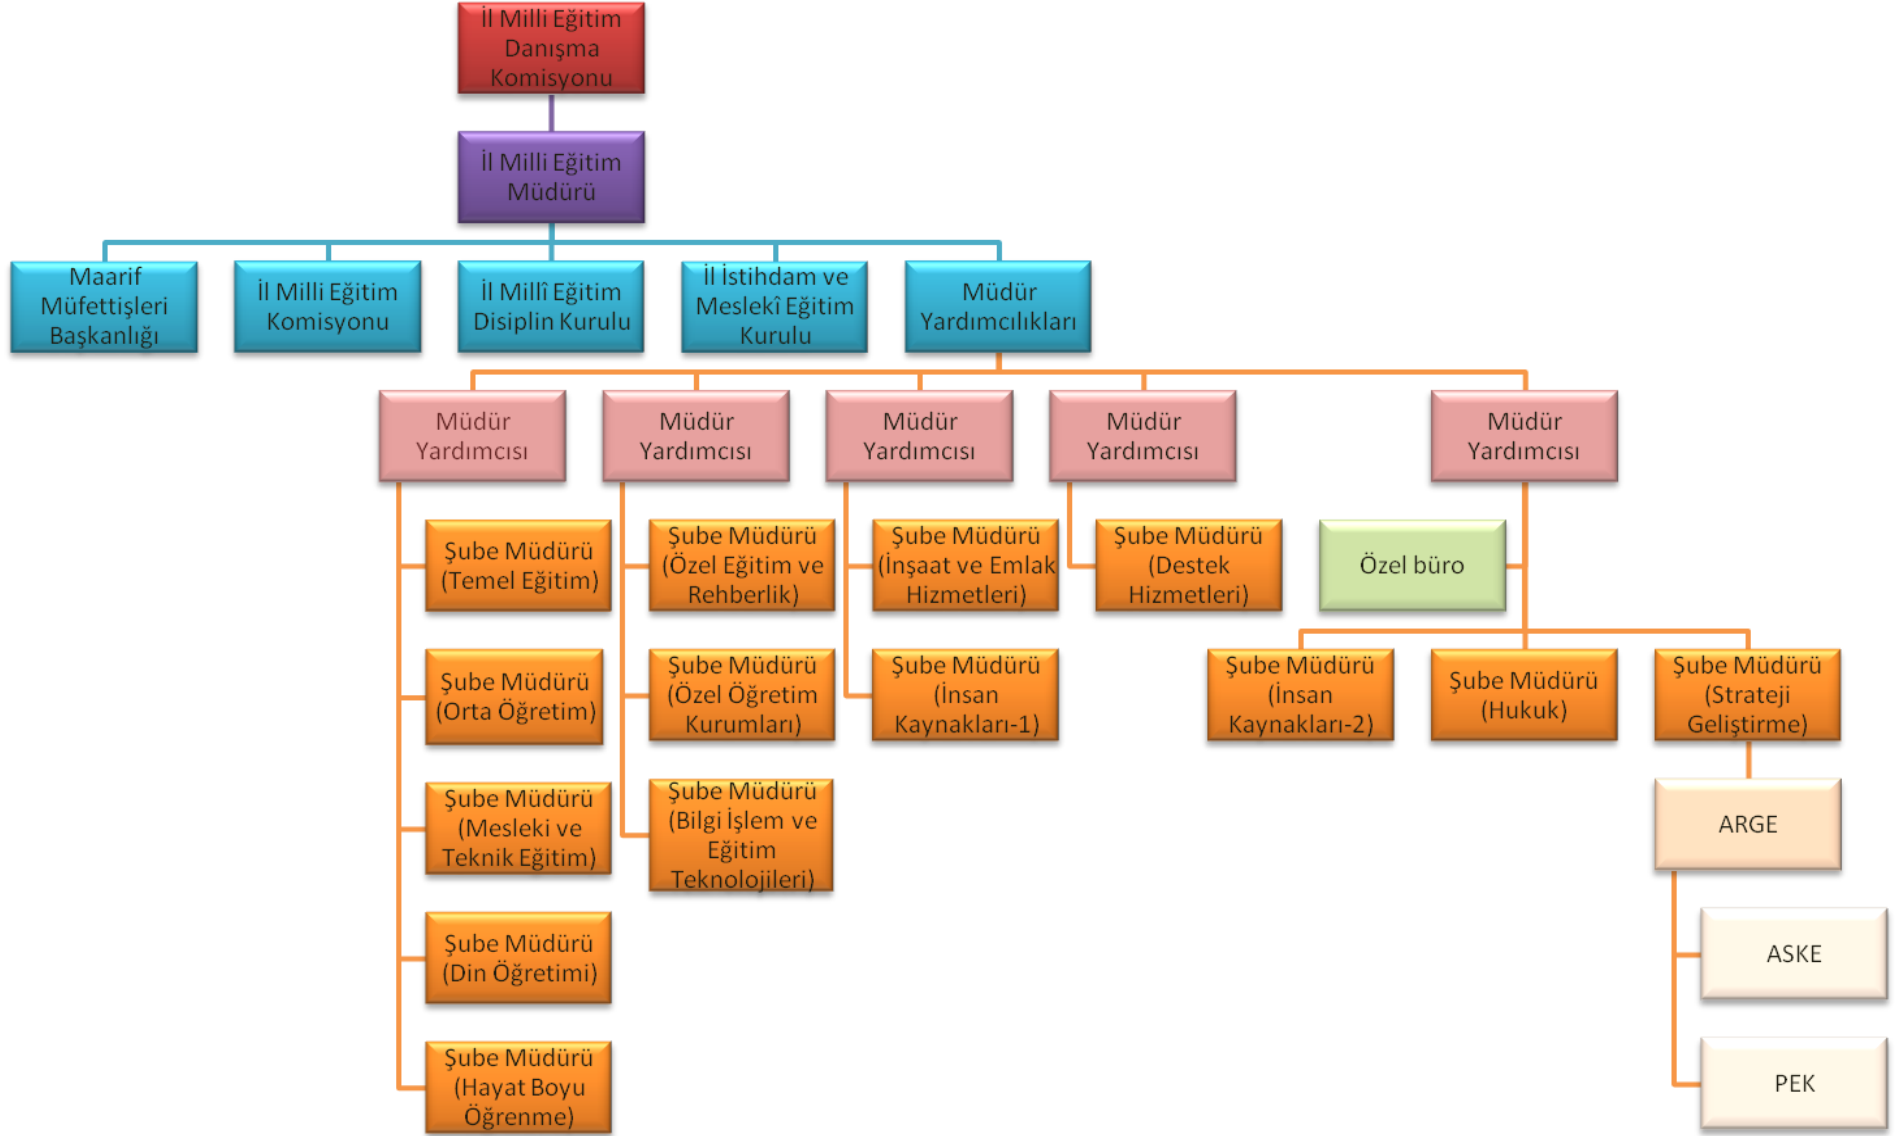 İl Milli Eğitim
Danışma
Komisyonu
İl Milli Eğitim
Müdürü
Maarif
Müfettişleri
Başkanlığı
İl Milli Eğitim
Komisyonu
İl Millî Eğitim
Disiplin Kurulu
İl İstihdam ve
Meslekî Eğitim
Kurulu
Müdür
Yardımcılıkları
Müdür
Yardımcısı
Müdür
Yardımcısı
Müdür
Yardımcısı
Müdür
Yardımcısı
Müdür
Yardımcısı
Şube Müdürü
(Temel Eğitim)
Şube Müdürü
(Orta Öğretim)
Şube Müdürü
(Mesleki ve
Teknik Eğitim)
Şube Müdürü
(Din Öğretimi)
Şube Müdürü
(Hayat Boyu
Öğrenme)
Şube Müdürü
(Özel Eğitim ve
Rehberlik)
Şube Müdürü
(Özel Öğretim
Kurumları)
Şube Müdürü
(Bilgi İşlem ve
Eğitim
Teknolojileri)
Şube Müdürü
(İnşaat ve Emlak
Hizmetleri)
Şube Müdürü
(İnsan
Kaynakları-1)
Şube Müdürü
(Destek
Hizmetleri)
Özel büro
Şube Müdürü
(İnsan
Kaynakları-2)
Şube Müdürü
(Hukuk)
Şube Müdürü
(Strateji
Geliştirme)
ARGE
ASKE
PEK